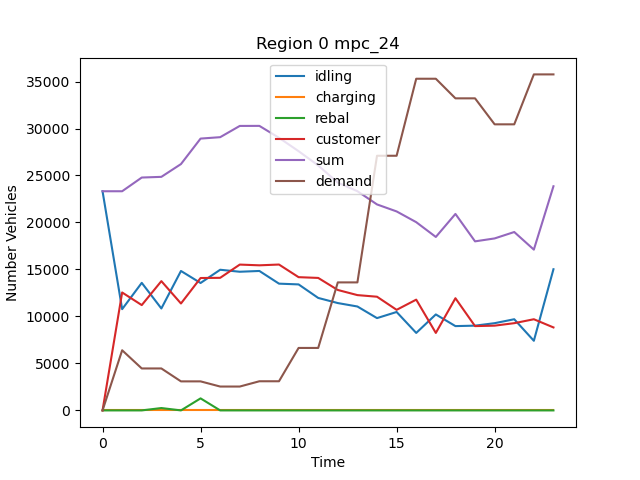 Region 0 mpc_24
idling
charging
rebal
customer
sum
demand
35000
30000
25000
20000
15000
10000
5000
0
Number Vehicles
0 5 10 15 20
Time